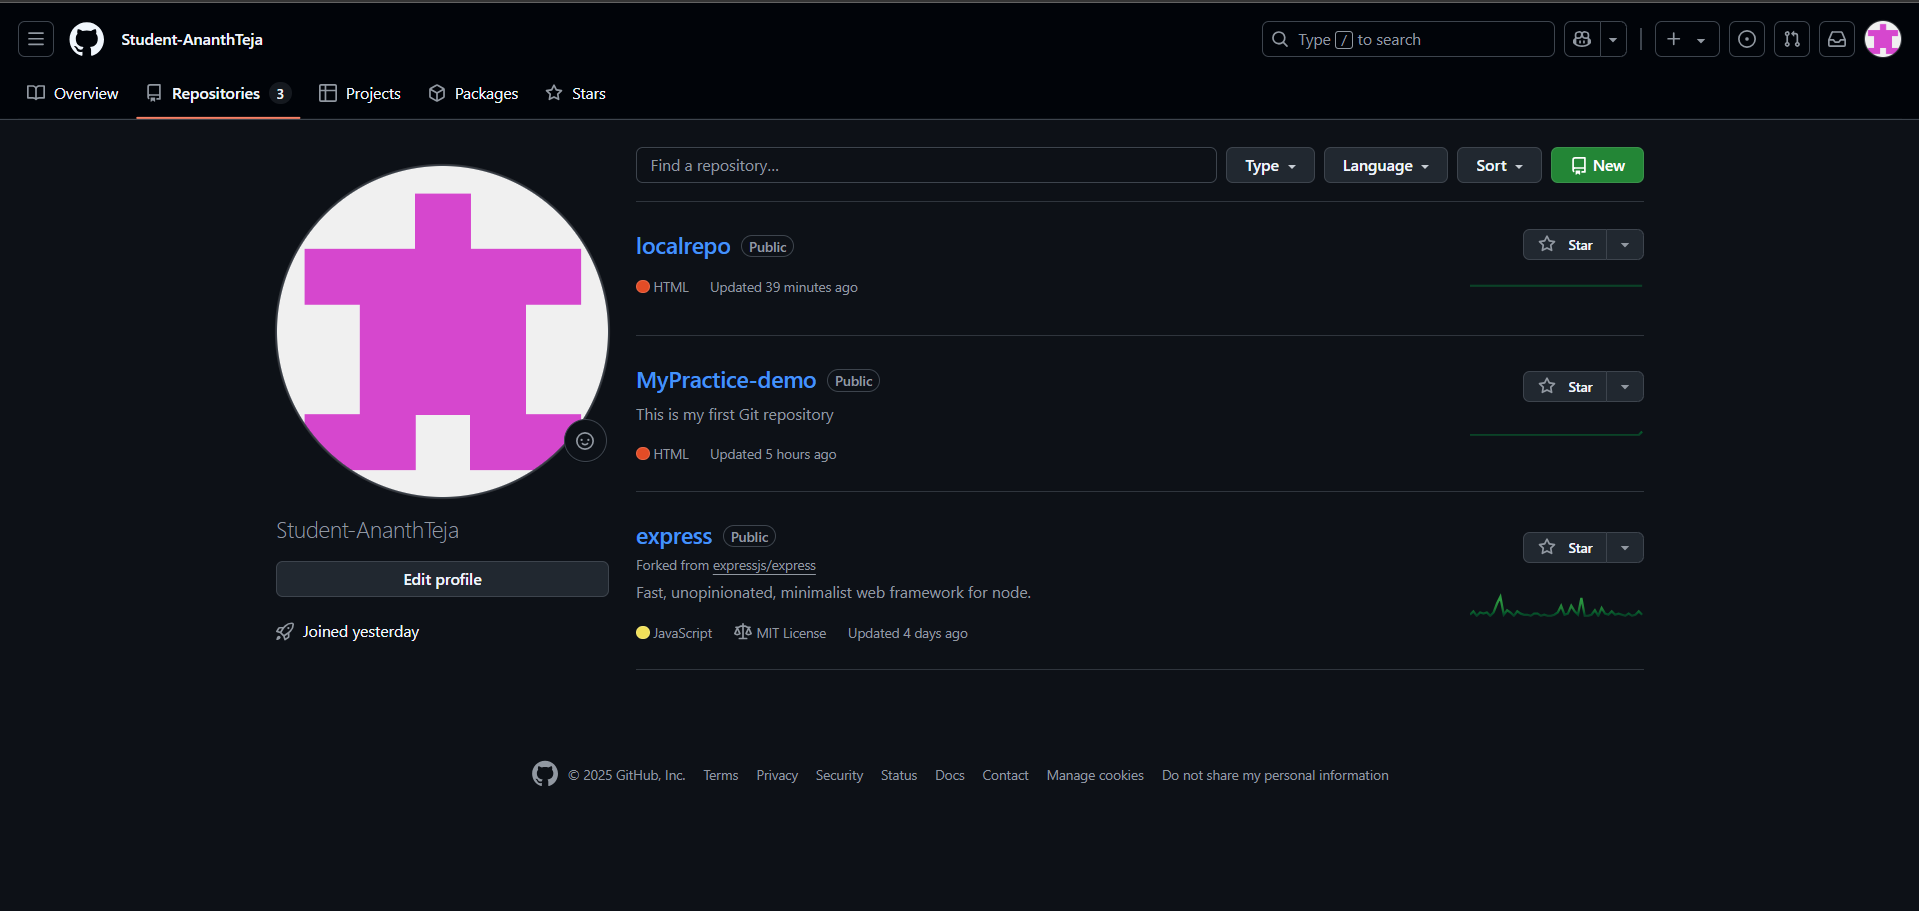 Student-AnanthTeja
Type / to search
Overview
Repositories 3
Projects
Packages
Stars
Find a repository...
Type
Language
Sort
New
localrepo Public
Star
HTML Updated 39 minutes ago
MyPractice-demo Public
Star
This is my first Git repository
HTML Updated 5 hours ago
express Public
Star
Forked from expressjs/express
Fast, unopinionated, minimalist web framework for node.
JavaScript MIT License Updated 4 days ago
Student-AnanthTeja
Edit profile
Joined yesterday
© 2025 GitHub, Inc. Terms Privacy Security Status Docs Contact Manage cookies Do not share my personal information